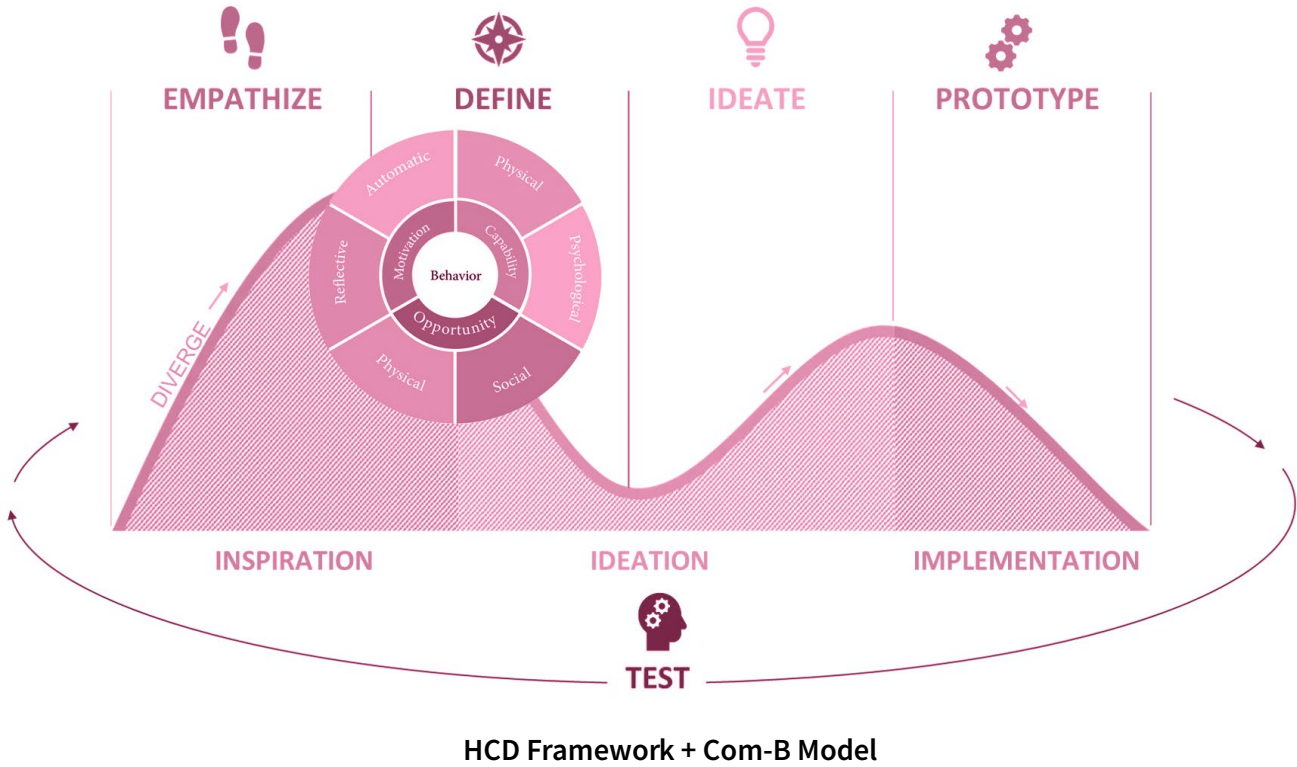 EMPATHIZE
DEFINE
IDEATE
PROTOTYPE
Automatic
Physical
Reflective
Motivation
Capability
Psychological
Behavior
Opportunity
Physical
Social
DIVERGE
INSPIRATION
IDEATION
IMPLEMENTATION
TEST
HCD Framework + Com-B Model